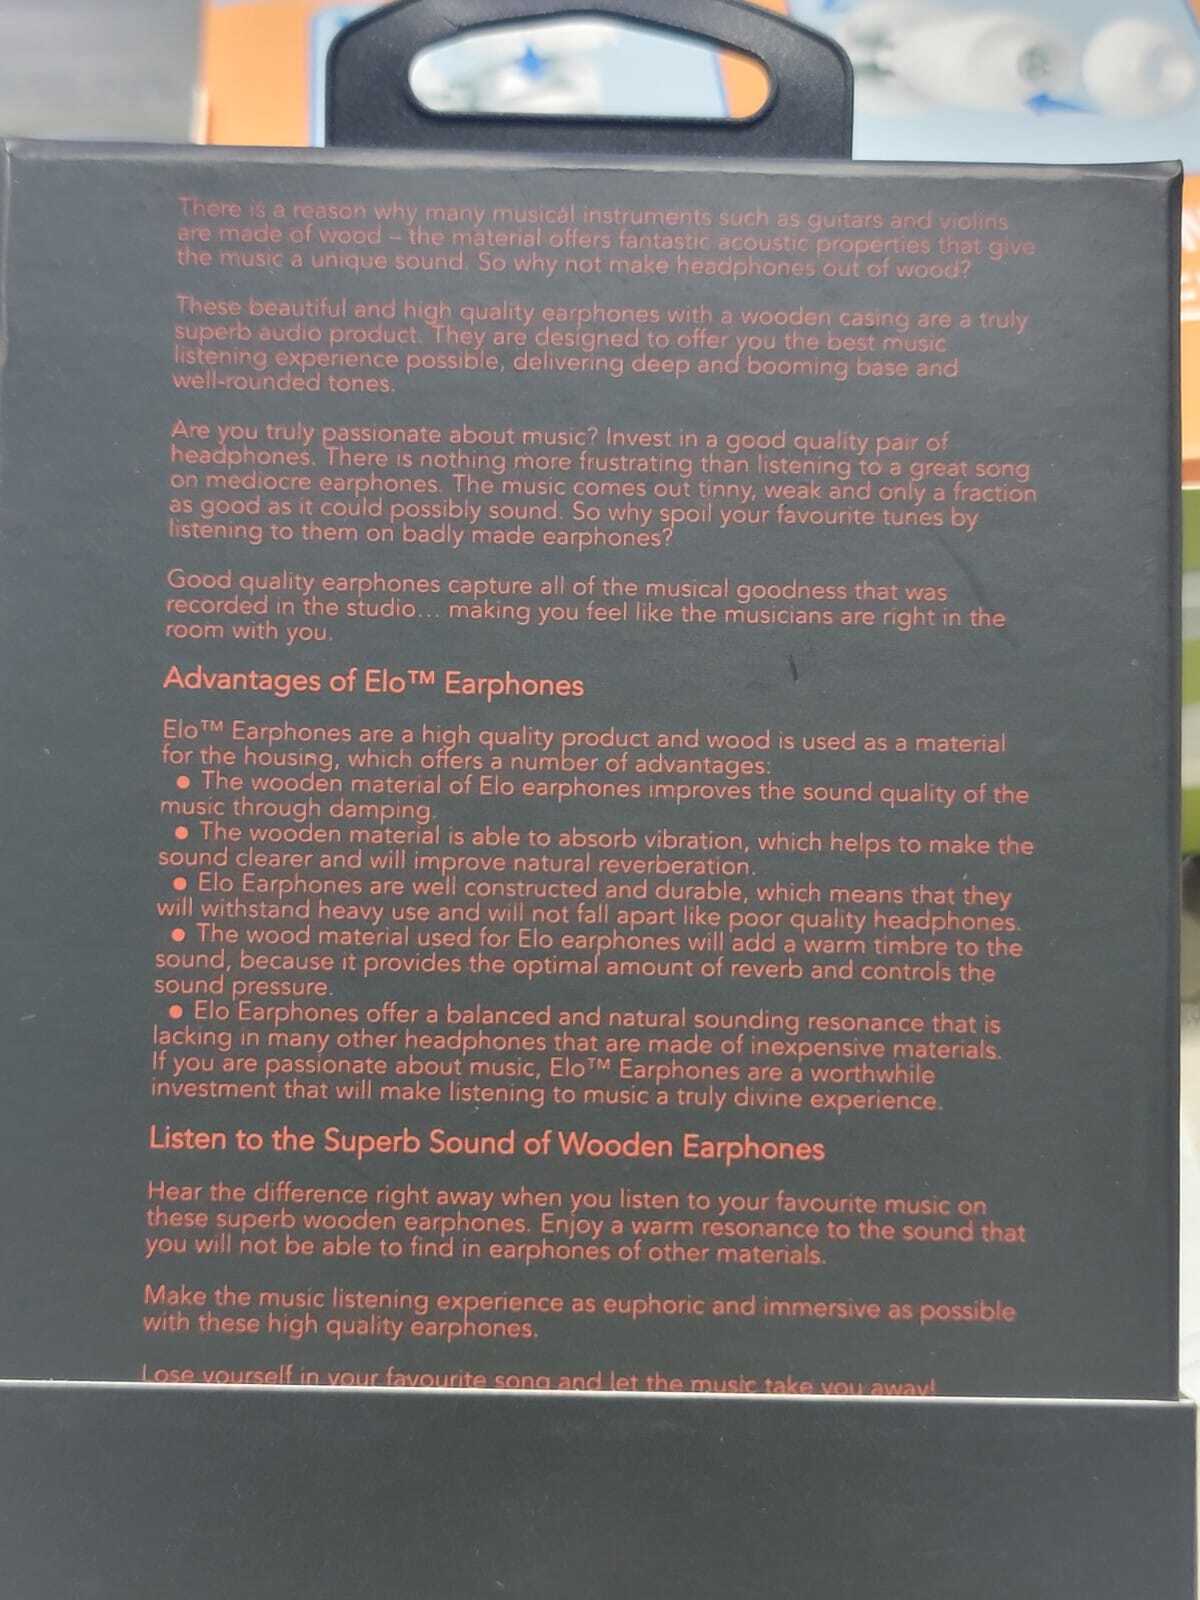 There is a reason why many musical instruments such as guitars and violins
are made of wood – the material offers fantastic acoustic properties that give
the music a unique sound. So why not make headphones out of wood?
These beautiful and high quality earphones with a wooden casing are a truly
superb audio product. They are designed to offer you the best music
listening experience possible, delivering deep and booming base and
well-rounded tones.
Are you truly passionate about music? Invest in a good quality pair of
headphones. There is nothing more frustrating than listening to a great song
on mediocre earphones. The music comes out tinny, weak and only a fraction
as good as it could possibly sound. So why spoil your favourite tunes by
listening to them on badly made earphones?
Good quality earphones capture all of the musical goodness that was
recorded in the studio... making you feel like the musicians are right in the
room with you.
Advantages of Elo™ Earphones
Elo™ Earphones are a high quality product and wood is used as a material
for the housing, which offers a number of advantages:
● The wooden material of Elo earphones improves the sound quality of the
music through damping.
● The wooden material is able to absorb vibration, which helps to make the
sound clearer and will improve natural reverberation.
● Elo Earphones are well constructed and durable, which means that they
will withstand heavy use and will not fall apart like poor quality headphones.
● The wood material used for Elo earphones will add a warm timbre to the
sound, because it provides the optimal amount of reverb and controls the
sound pressure.
● Elo Earphones offer a balanced and natural sounding resonance that is
lacking in many other headphones that are made of inexpensive materials.
If you are passionate about music, Elo™ Earphones are a worthwhile
investment that will make listening to music a truly divine experience.
Listen to the Superb Sound of Wooden Earphones
Hear the difference right away when you listen to your favourite music on
these superb wooden earphones. Enjoy a warm resonance to the sound that
you will not be able to find in earphones of other materials.
Make the music listening experience as euphoric and immersive as possible
with these high quality earphones.
Lose yourself in your favourite song and let the music take you away!